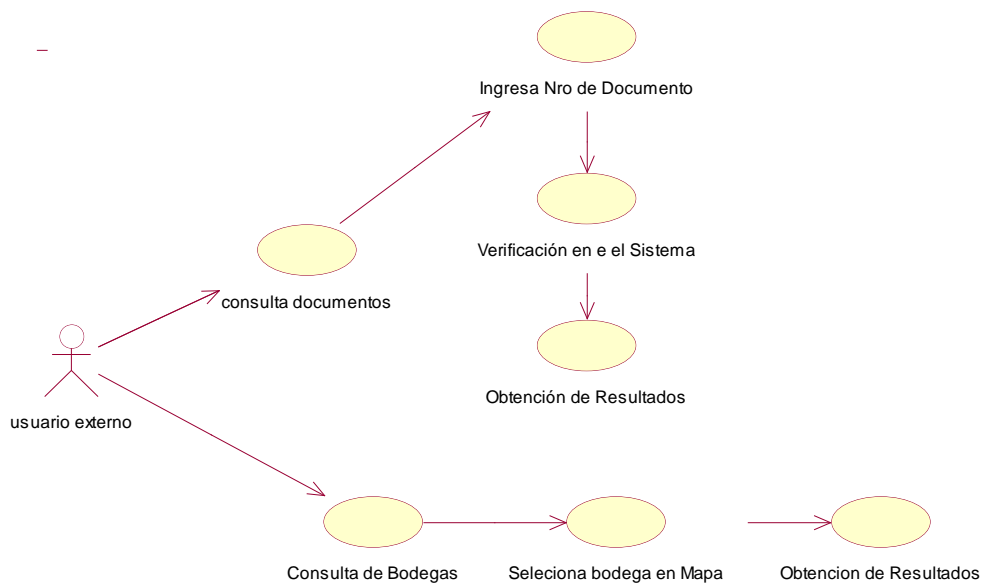 Ingresa Nro de Documento
Verificación en e el Sistema
consulta documentos
Obtención de Resultados
usuario externo
Consulta de Bodegas
Seleciona bodega en Mapa
Obtencion de Resultados